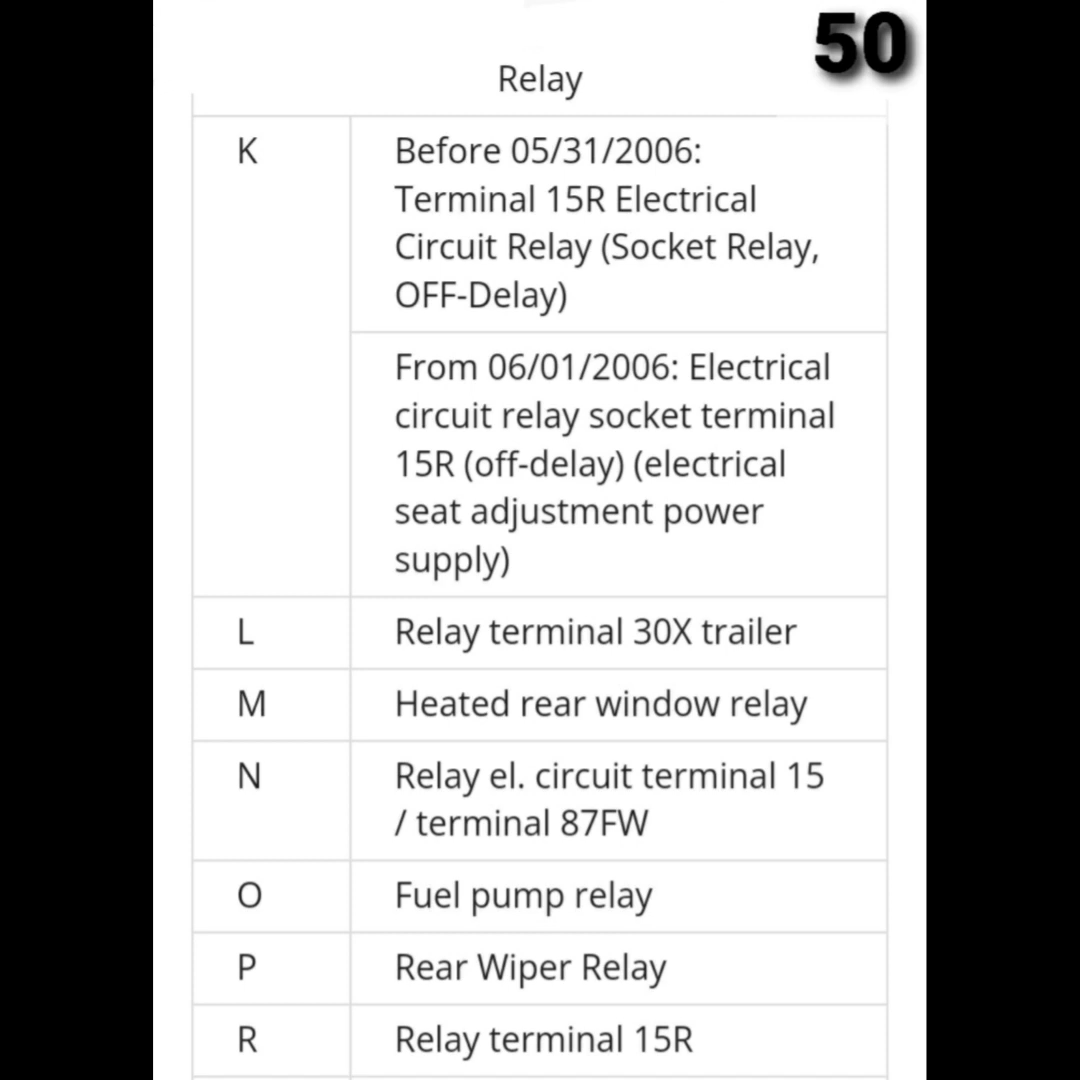 50
Relay
K
Before 05/31/2006:
Terminal 15R Electrical
Circuit Relay (Socket Relay,
OFF-Delay)
From 06/01/2006: Electrical
circuit relay socket terminal
15R (off-delay) (electrical
seat adjustment power
supply)
L
Relay terminal 30X trailer
M
Heated rear window relay
N
Relay el. circuit terminal 15
/ terminal 87FW
O
Fuel pump relay
P
Rear Wiper Relay
R
Relay terminal 15R